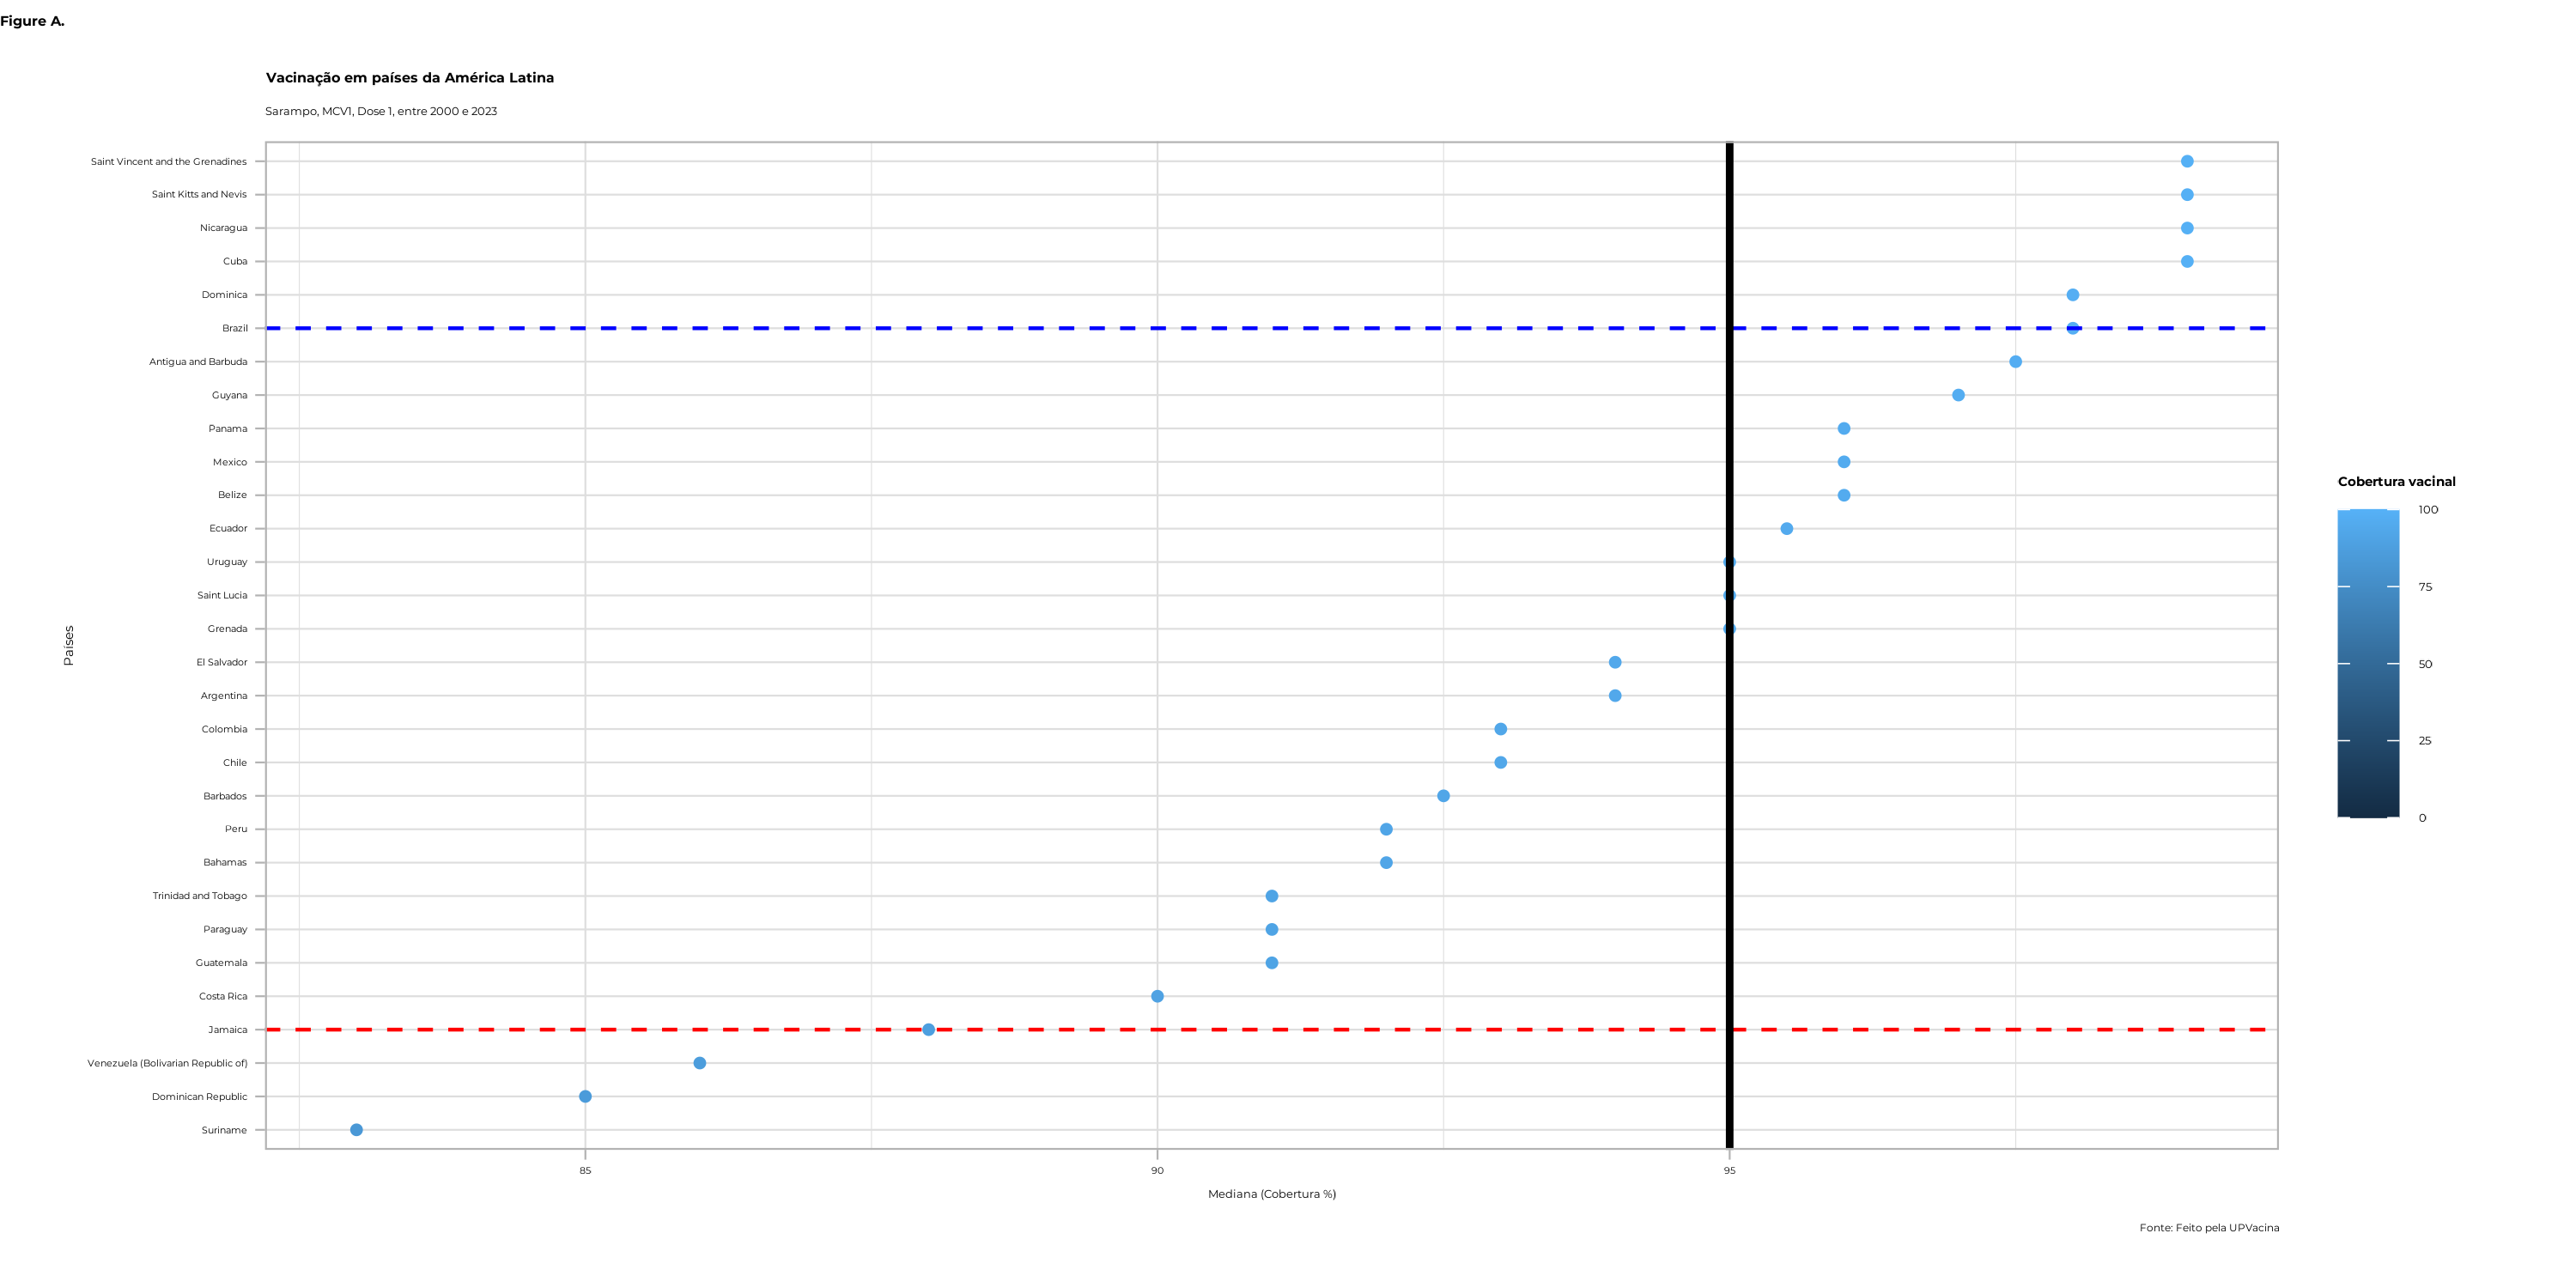 Figure A.
Vacinação em países da América Latina
Sarampo, MCV1, Dose 1, entre 2000 e 2023
Saint Vincent and the Grenadines
Saint Kitts and Nevis
Nicaragua
Cuba
Dominica
Brazil
Antigua and Barbuda
Guyana
Panama
Mexico
Belize
Ecuador
Uruguay
Saint Lucia
Grenada
El Salvador
Argentina
Colombia
Chile
Barbados
Peru
Bahamas
Trinidad and Tobago
Paraguay
Guatemala
Costa Rica
Jamaica
Venezuela (Bolivarian Republic of)
Dominican Republic
Suriname
Países
85
90
95
Mediana (Cobertura %)
Cobertura vacinal
100
75
50
25
0
Fonte: Feito pela UPVacina